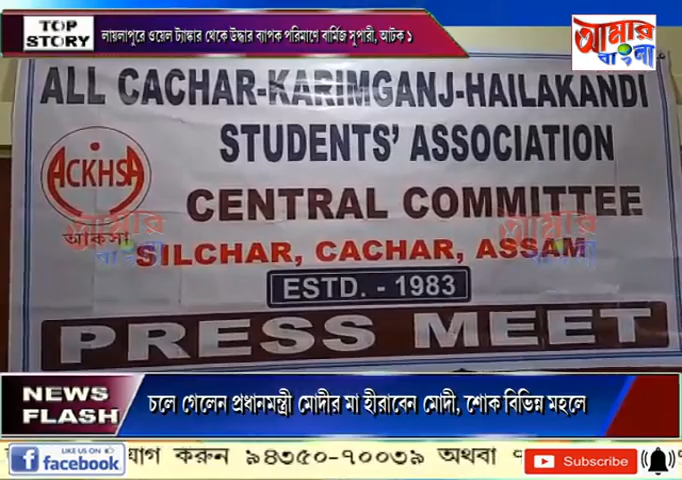 TOP STORY
লায়লাপুরে ওয়েল ট্যাঙ্কার থেকে উদ্ধার ব্যাপক পরিমাণে বার্মিজ সুপারী, আটক ১
আমার বাংলা
ALL CACHAR-KARIMGANJ-HAILAKANDI
STUDENTS' ASSOCIATION
ACKHSA
আকসা
CENTRAL COMMITTEE
SILCHAR, CACHAR, ASSAM
ESTD. - 1983
PRESS MEET
আমার বাংলা
আমার বাংলা
NEWS FLASH
চলে গেলেন প্রধানমন্ত্রী মোদীর মা হীরাবেন মোদী, শোক বিভিন্ন মহলে
LIKE US ON
facebook
যোগ করুন ৯৪৩৫০-৭০০৩৯ অথবা
Subscribe